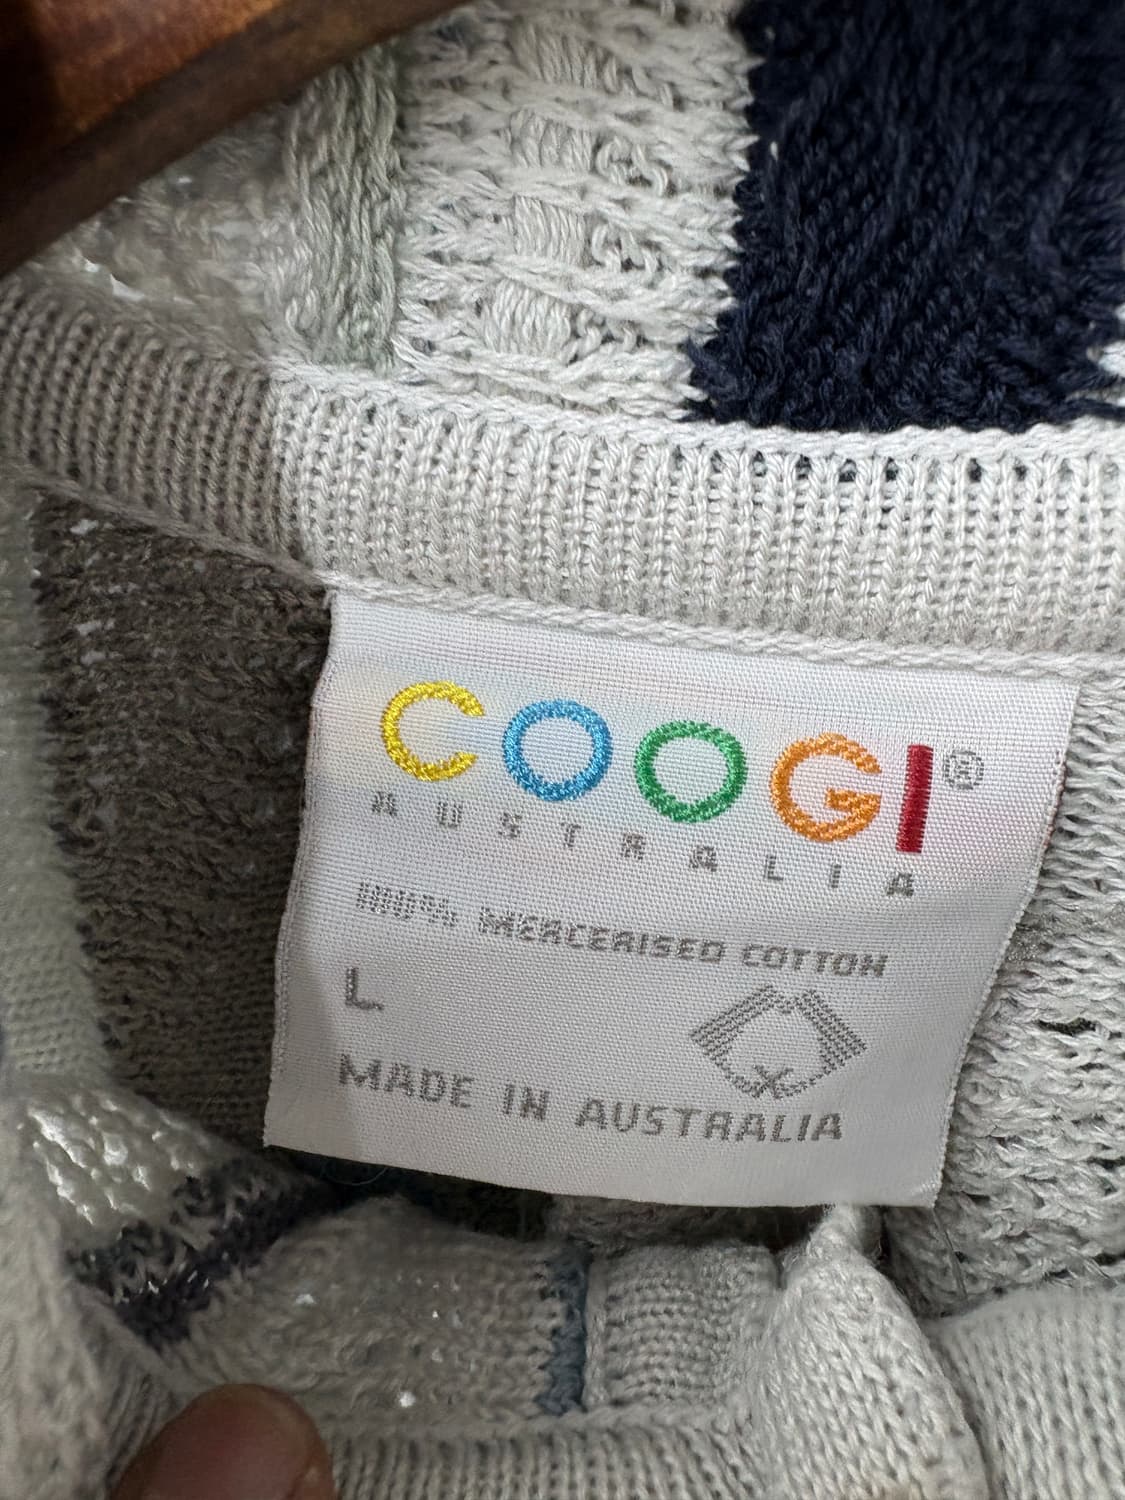 COOGI®
AUSTRALIA
100% MERCERISED COTTON
L
MADE IN AUSTRALIA